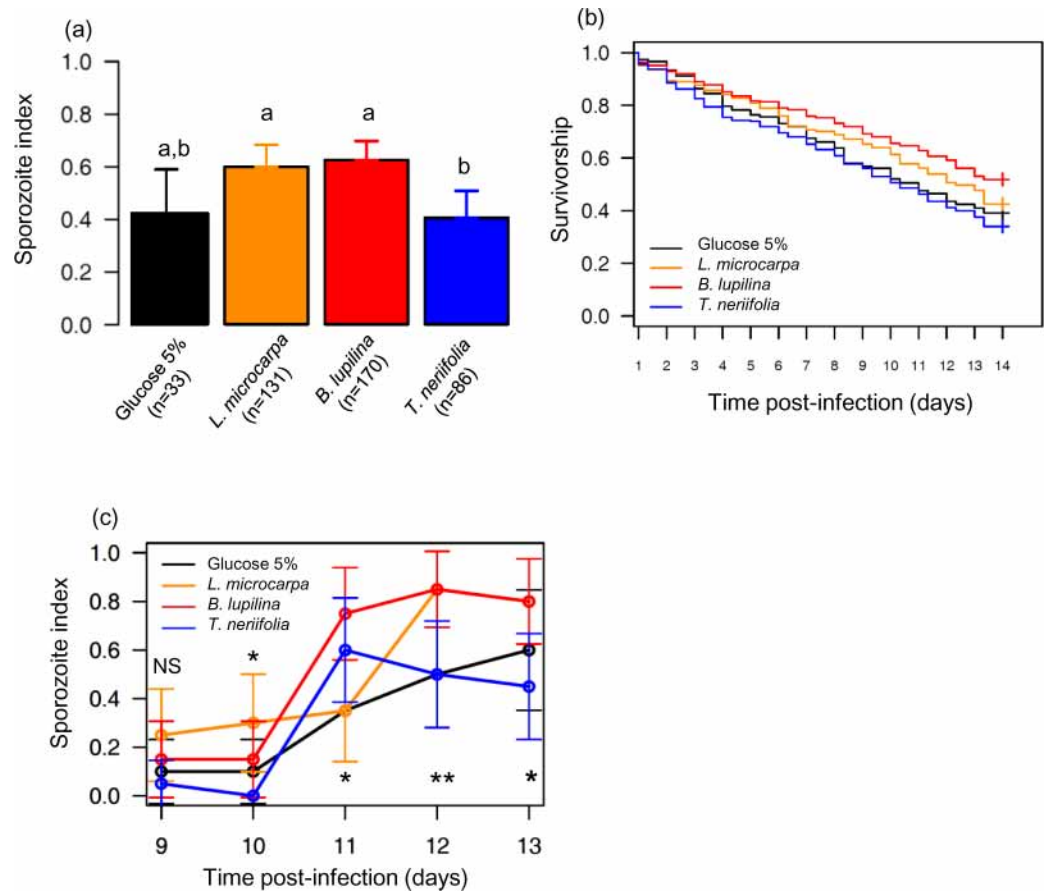 (a)
Sporozoite index
1.0
0.8
0.6
0.4
0.2
0.0
a,b
a
a
b
Glucose 5%
(n=33)
L. microcarpa
(n=131)
B. lupilina
(n=170)
T. neriifolia
(n=86)
(b)
Survivorship
1.0
0.8
0.6
0.4
0.2
0.0
Glucose 5%
L. microcarpa
B. lupilina
T. neriifolia
1 2 3 4 5 6 7 8 9 10 11 12 13 14
Time post-infection (days)
(c)
Sporozoite index
1.0
0.8
0.6
0.4
0.2
0.0
Glucose 5%
L. microcarpa
B. lupilina
T. neriifolia
NS
*
*
**
*
9 10 11 12 13
Time post-infection (days)